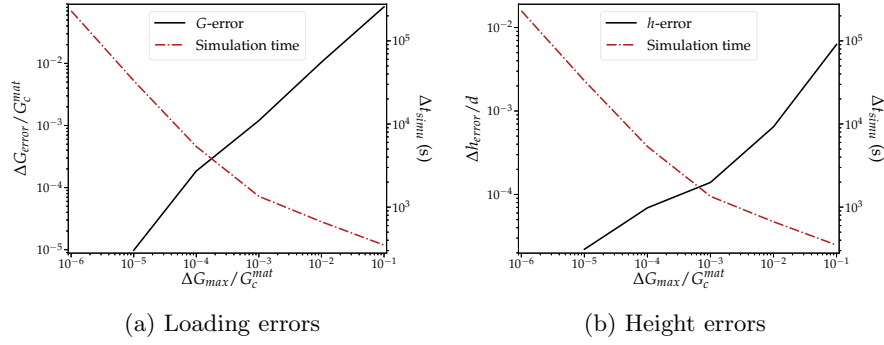 G-error
Simulation time
10^-2
10^-3
10^-4
10^-5
ΔG_error/G_c^mat
10^5
10^4
10^3
Δt_simu (s)
10^-6 10^-5 10^-4 10^-3 10^-2 10^-1
ΔG_max/G_c^mat
(a) Loading errors
h-error
Simulation time
10^-2
10^-3
10^-4
Δh_error/d
10^5
10^4
10^3
Δt_simu (s)
10^-6 10^-5 10^-4 10^-3 10^-2 10^-1
ΔG_max/G_c^mat
(b) Height errors